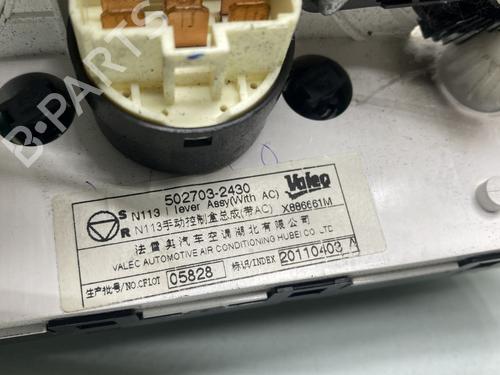 B-PARTS
502703-2430
S N113 I lever Assy(With AC) Valeo
R N113手动控制盒总成(带AC) X886661M
法雷奥汽车空调湖北有限公司
VALEC AUTOMOTIVE AIR CONDITIONING HUBEI CO LTD
生产批号/NO.CFIOT 05828 标识/INDEX 20110403 A